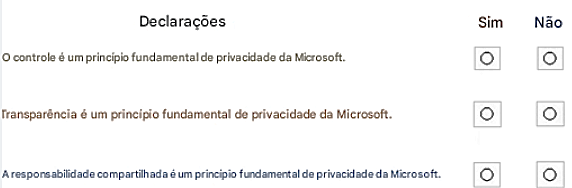 Declarações Sim Não
O controle é um princípio fundamental de privacidade da Microsoft.
Transparência é um princípio fundamental de privacidade da Microsoft.
A responsabilidade compartilhada é um princípio fundamental de privacidade da Microsoft.